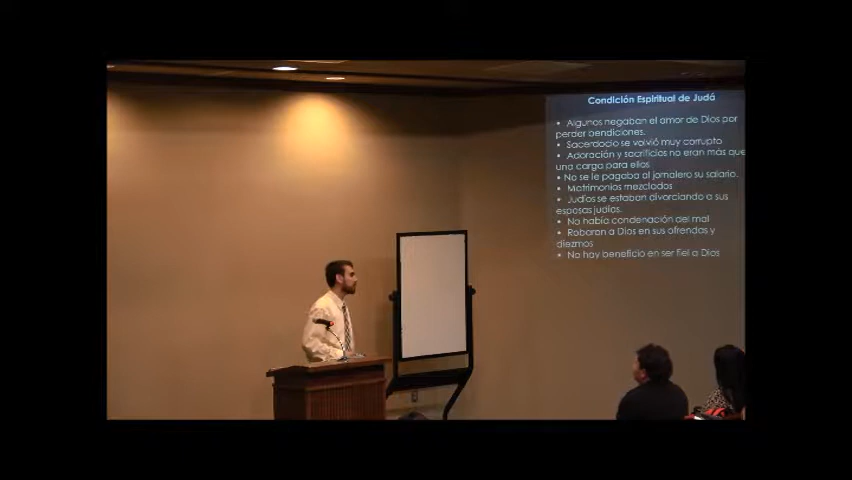 Condición Espiritual de Judá
• Algunos negaban el amor de Dios por
perder bendiciones.
• Sacerdocio se volvió muy corrupto
• Adoración y sacrificios no eran más que
una carga para ellos
• No se le pagaba al jornalero su salario.
• Matrimonios mezclados
• Judíos se estaban divorciando a sus
esposas judías.
• No había condenación del mal
• Robaron a Dios en sus ofrendas y
diezmos
• No hay beneficio en ser fiel a Dios